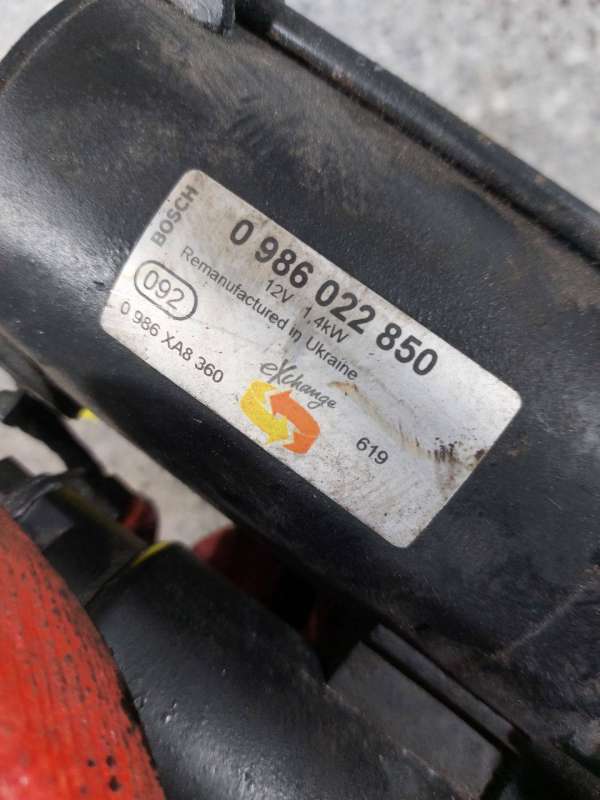 BOSCH
0 986 022 850
12V 1,4kW
Remanufactured in Ukraine
092
0 986 XA8 360
eXchange
619